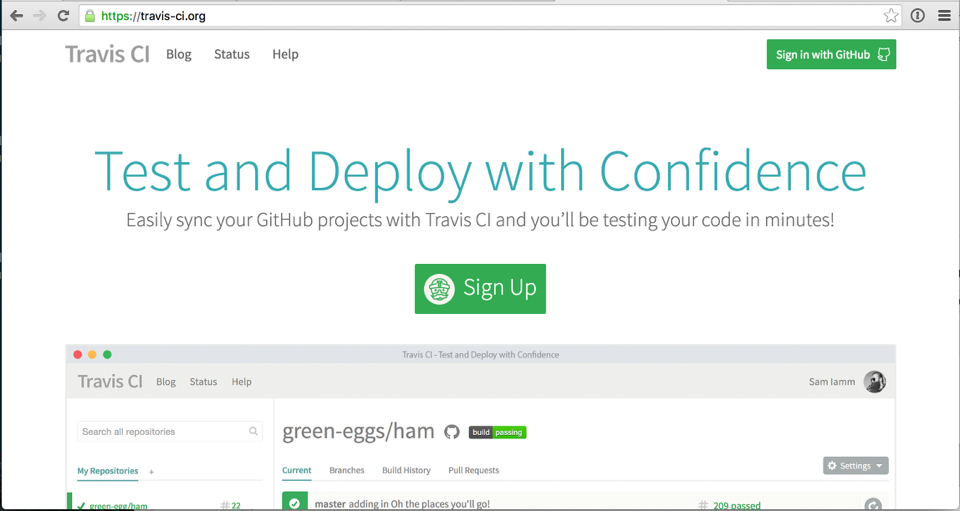 https://travis-ci.org
Travis CI Blog Status Help Sign in with GitHub
Test and Deploy with Confidence
Easily sync your GitHub projects with Travis CI and you’ll be testing your code in minutes!
Sign Up
Travis CI - Test and Deploy with Confidence
Travis CI Blog Status Help Sam Iamm
Search all repositories
green-eggs/ham build passing
My Repositories +
Current Branches Build History Pull Requests Settings
green-egg/ham # 22
master adding in Oh the places you'll go! # 209 passed